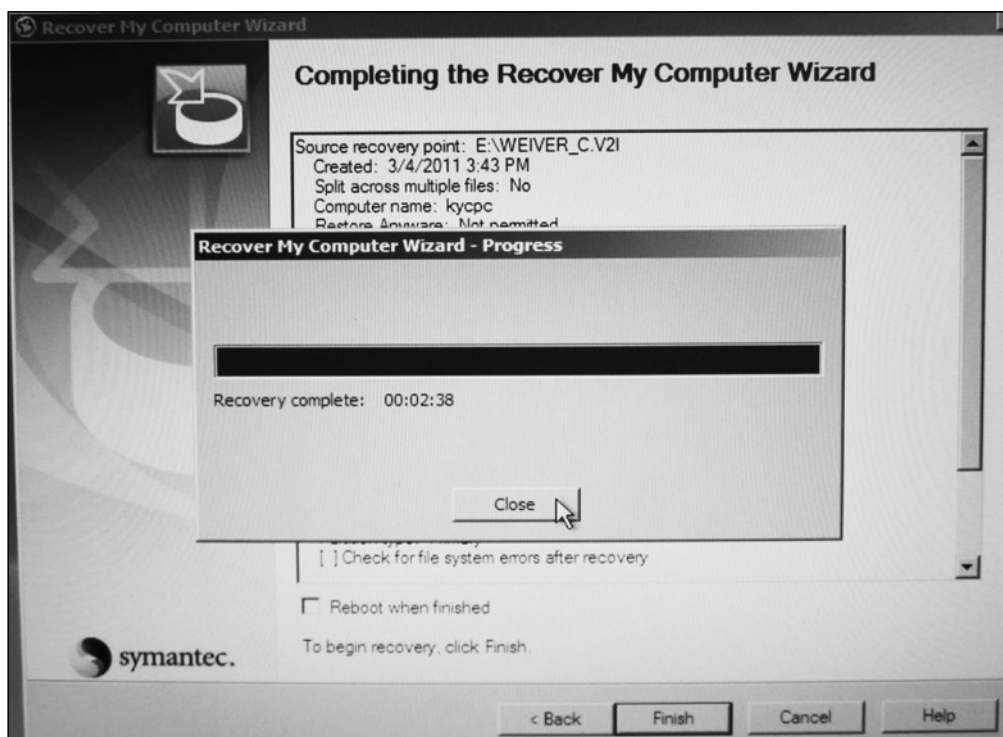 Recover My Computer Wizard
Completing the Recover My Computer Wizard
Source recovery point: E:\WEIVER_C.V2I
Created: 3/4/2011 3:43 PM
Split across multiple files: No
Computer name: kycpc
Restore Anyware: Not permitted
Recover My Computer Wizard - Progress
Recovery complete: 00:02:38
Close
[ ] Check for file system errors after recovery
Reboot when finished
To begin recovery, click Finish.
symantec.
< Back Finish Cancel Help